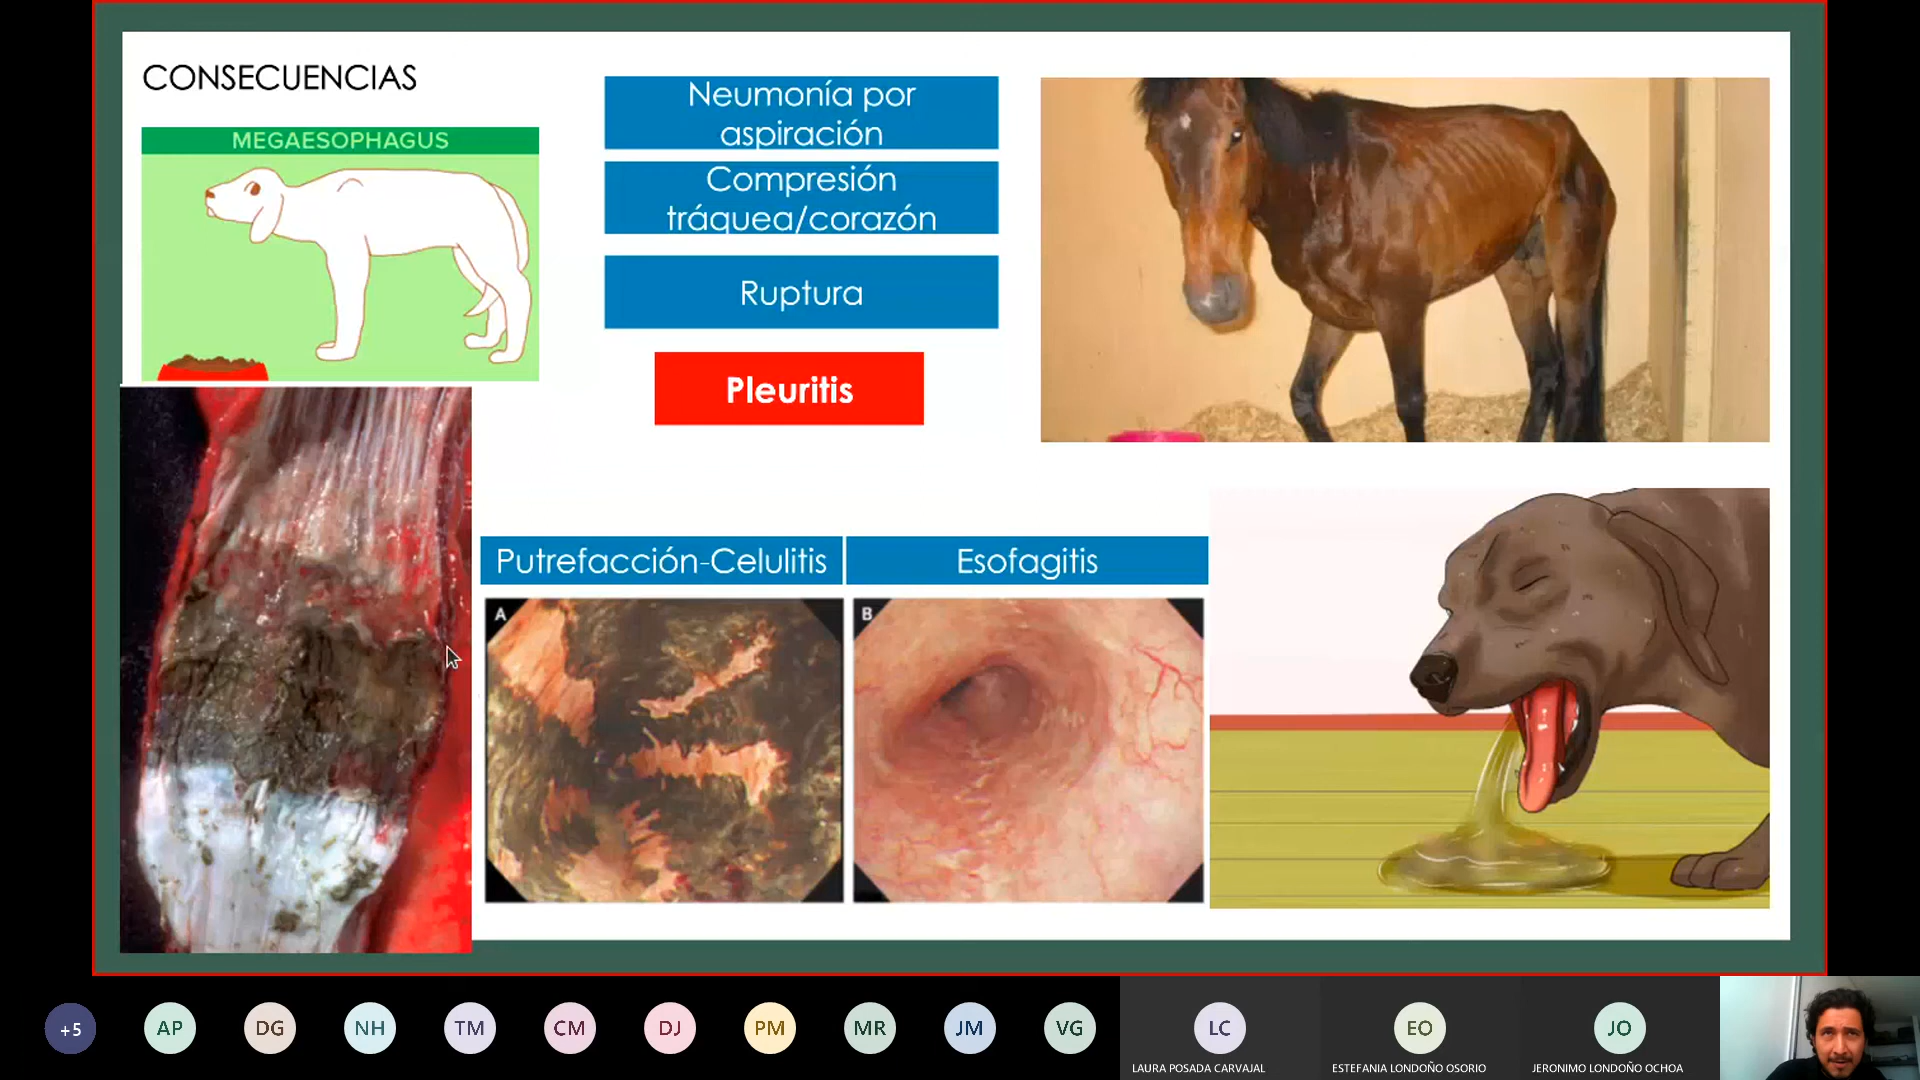 CONSECUENCIAS
MEGAESOPHAGUS
Neumonía por
aspiración
Compresión
tráquea/corazón
Ruptura
Pleuritis
Putrefacción-Celulitis
Esofagitis
A
B
+5
AP
DG
NH
TM
CM
DJ
PM
MR
JM
VG
LC
EO
JO
LAURA POSADA CARVAJAL
ESTEFANIA LONDOÑO OSORIO
JERONIMO LONDOÑO OCHOA